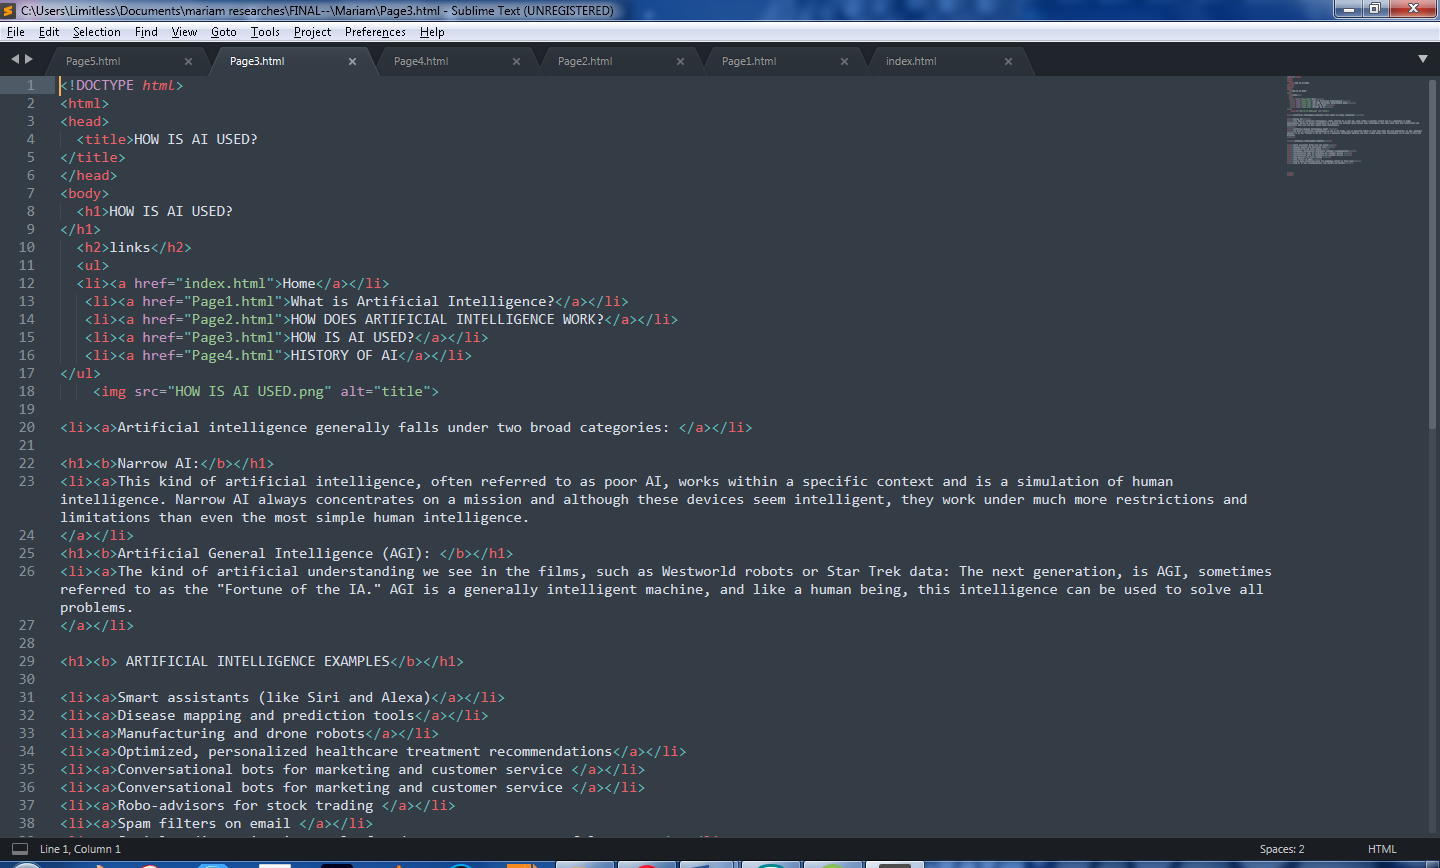 C:\Users\Limitless\Documents\mariam researches\FINAL--\Mariam\Page3.html - Sublime Text (UNREGISTERED)
File Edit Selection Find View Goto Tools Project Preferences Help
Page5.html Page3.html Page4.html Page2.html Page1.html index.html
1 <!DOCTYPE html>
2 <html>
3 <head>
4 <title>HOW IS AI USED?
5 </title>
6 </head>
7 <body>
8 <h1>HOW IS AI USED?
9 </h1>
10 <h2>links</h2>
11 <ul>
12 <li><a href="index.html">Home</a></li>
13 <li><a href="Page1.html">What is Artificial Intelligence?</a></li>
14 <li><a href="Page2.html">HOW DOES ARTIFICIAL INTELLIGENCE WORK?</a></li>
15 <li><a href="Page3.html">HOW IS AI USED?</a></li>
16 <li><a href="Page4.html">HISTORY OF AI</a></li>
17 </ul>
18 <img src="HOW IS AI USED.png" alt="title">
19
20 <li><a>Artificial intelligence generally falls under two broad categories: </a></li>
21
22 <h1><b>Narrow AI:</b></h1>
23 <li><a>This kind of artificial intelligence, often referred to as poor AI, works within a specific context and is a simulation of human
intelligence. Narrow AI always concentrates on a mission and although these devices seem intelligent, they work under much more restrictions and
limitations than even the most simple human intelligence.
24 </a></li>
25 <h1><b>Artificial General Intelligence (AGI): </b></h1>
26 <li><a>The kind of artificial understanding we see in the films, such as Westworld robots or Star Trek data: The next generation, is AGI, sometimes
referred to as the "Fortune of the IA." AGI is a generally intelligent machine, and like a human being, this intelligence can be used to solve all
problems.
27 </a></li>
28
29 <h1><b> ARTIFICIAL INTELLIGENCE EXAMPLES</b></h1>
30
31 <li><a>Smart assistants (like Siri and Alexa)</a></li>
32 <li><a>Disease mapping and prediction tools</a></li>
33 <li><a>Manufacturing and drone robots</a></li>
34 <li><a>Optimized, personalized healthcare treatment recommendations</a></li>
35 <li><a>Conversational bots for marketing and customer service </a></li>
36 <li><a>Conversational bots for marketing and customer service </a></li>
37 <li><a>Robo-advisors for stock trading </a></li>
38 <li><a>Spam filters on email </a></li>
Line 1, Column 1 Spaces: 2 HTML